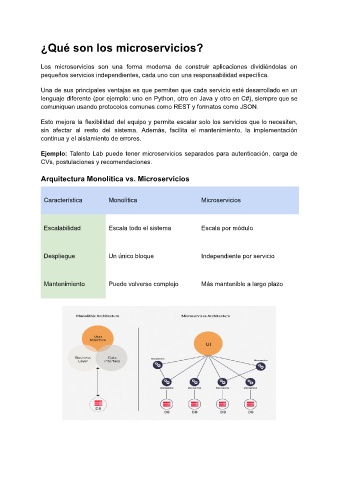 ¿Qué son los microservicios?
Los microservicios son una forma moderna de construir aplicaciones dividiéndolas en
pequeños servicios independientes, cada uno con una responsabilidad específica.
Una de sus principales ventajas es que permiten que cada servicio esté desarrollado en un
lenguaje diferente (por ejemplo: uno en Python, otro en Java y otro en C#), siempre que se
comuniquen usando protocolos comunes como REST y formatos como JSON.
Esto mejora la flexibilidad del equipo y permite escalar solo los servicios que lo necesiten,
sin afectar al resto del sistema. Además, facilita el mantenimiento, la implementación
continua y el aislamiento de errores.
Ejemplo: Talento Lab puede tener microservicios separados para autenticación, carga de
CVs, postulaciones y recomendaciones.
Arquitectura Monolítica vs. Microservicios
Característica Monolítica Microservicios
Escalabilidad Escala todo el sistema Escala por módulo
Despliegue Un único bloque Independiente por servicio
Mantenimiento Puede volverse complejo Más mantenible a largo plazo
Monolithic Architecture Microservices Architecture
User
Interface
Business
Layer
Data
Interface
DB
UI
DB DB DB DB